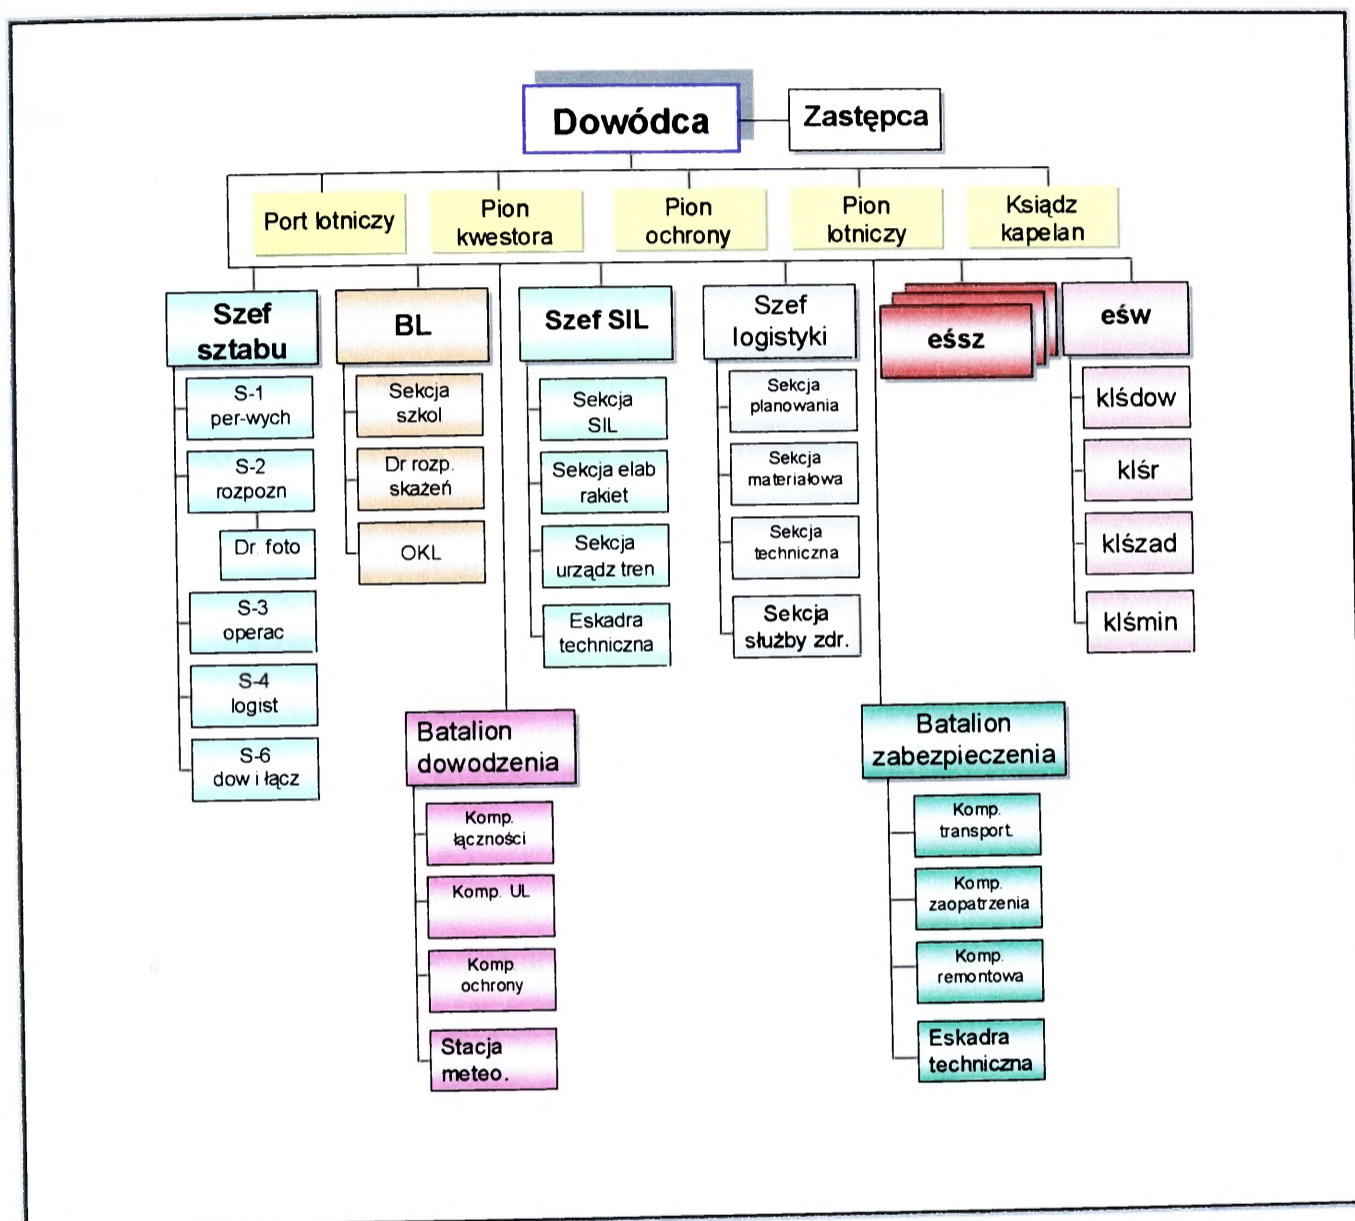 Dowódca
Zastępca
Port lotniczy
Pion
kwestora
Pion
ochrony
Pion
lotniczy
Ksiądz
kapelan
Szef
sztabu
S-1
per-wych
S-2
rozpozn
Dr. foto
S-3
operac
S-4
logist
S-6
dow i łącz
BL
Sekcja
szkol
Dr rozp.
skażeń
OKL
Szef SIL
Sekcja
SIL
Sekcja elab
rakiet
Sekcja
urządz tren
Eskadra
techniczna
Szef
logistyki
Sekcja
planowania
Sekcja
materiałowa
Sekcja
techniczna
Sekcja
służby zdr.
eśsz
eśw
klśdow
klśr
klśzad
klśmin
Batalion
dowodzenia
Komp.
łączności
Komp. UL
Komp.
ochrony
Stacja
meteo.
Batalion
zabezpieczenia
Komp.
transport.
Komp.
zaopatrzenia
Komp.
remontowa
Eskadra
techniczna